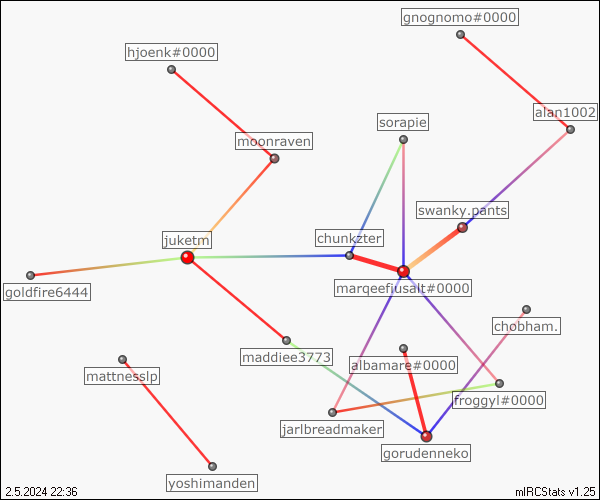 gnognomo#0000
hjoenk#0000
alan1002
sorapie
moonraven
swanky.pants
juketm
chunkzter
marqeefiusalt#0000
goldfire6444
chobham.
maddiee3773
albamare#0000
mattnesslp
froggyl#0000
jarlbreadmaker
gorudenneko
yoshimanden
2.5.2024 22:36
mIRCStats v1.25